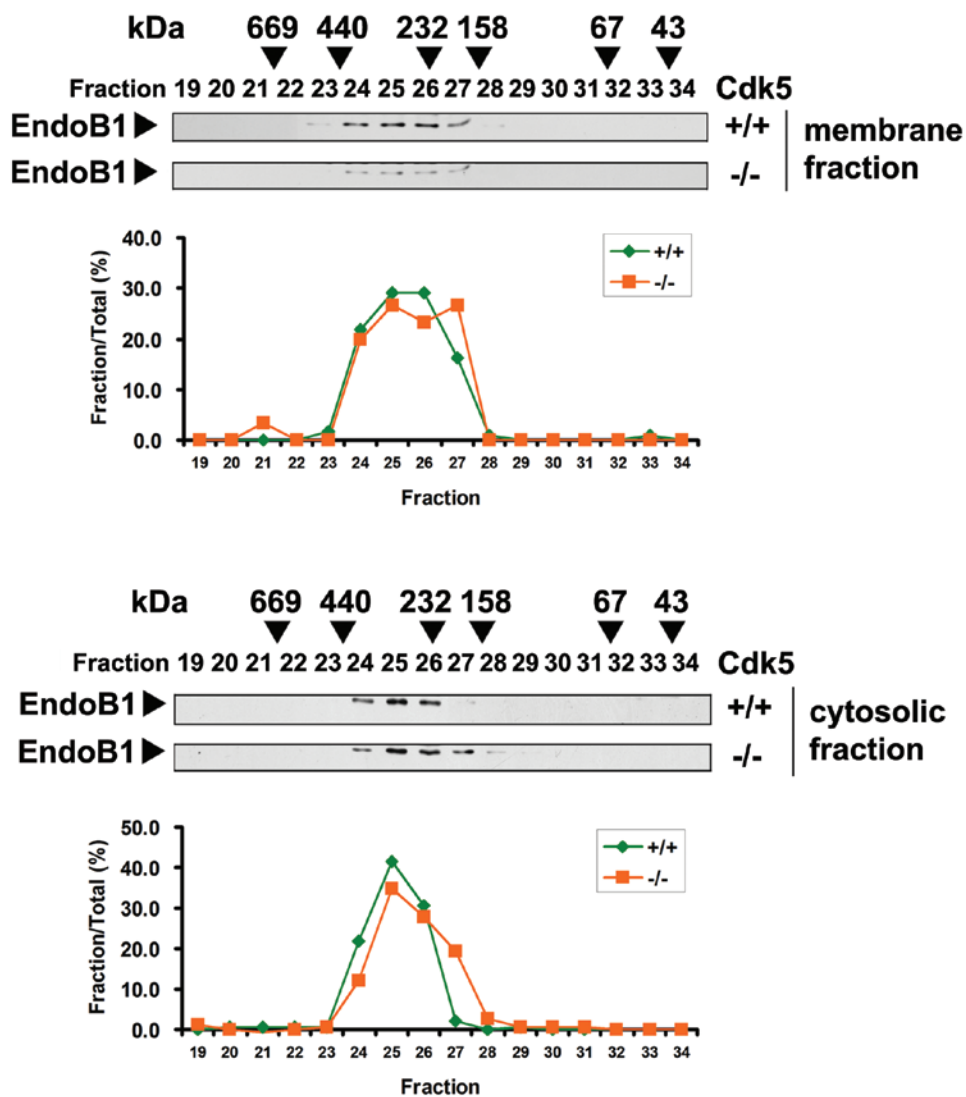 kDa 669 440 232 158 67 43
Fraction 19 20 21 22 23 24 25 26 27 28 29 30 31 32 33 34 Cdk5
EndoB1 +/+
EndoB1 -/-
membrane
fraction
40.0
30.0
20.0
10.0
0.0
Fraction/Total (%)
+/+
-/-
19 20 21 22 23 24 25 26 27 28 29 30 31 32 33 34
Fraction
kDa 669 440 232 158 67 43
Fraction 19 20 21 22 23 24 25 26 27 28 29 30 31 32 33 34 Cdk5
EndoB1 +/+
EndoB1 -/-
cytosolic
fraction
50.0
40.0
30.0
20.0
10.0
0.0
Fraction/Total (%)
+/+
-/-
19 20 21 22 23 24 25 26 27 28 29 30 31 32 33 34
Fraction